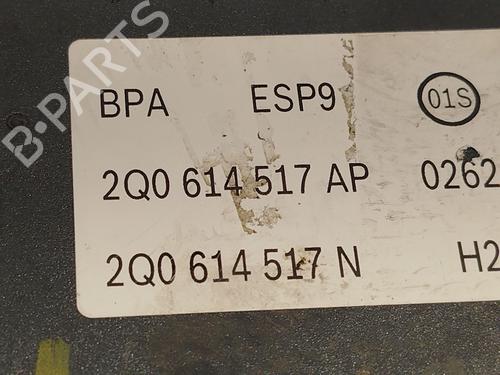 B-PARTS
BPA ESP9 01S
2Q0 614 517 AP 0262
2Q0 614 517 N H2